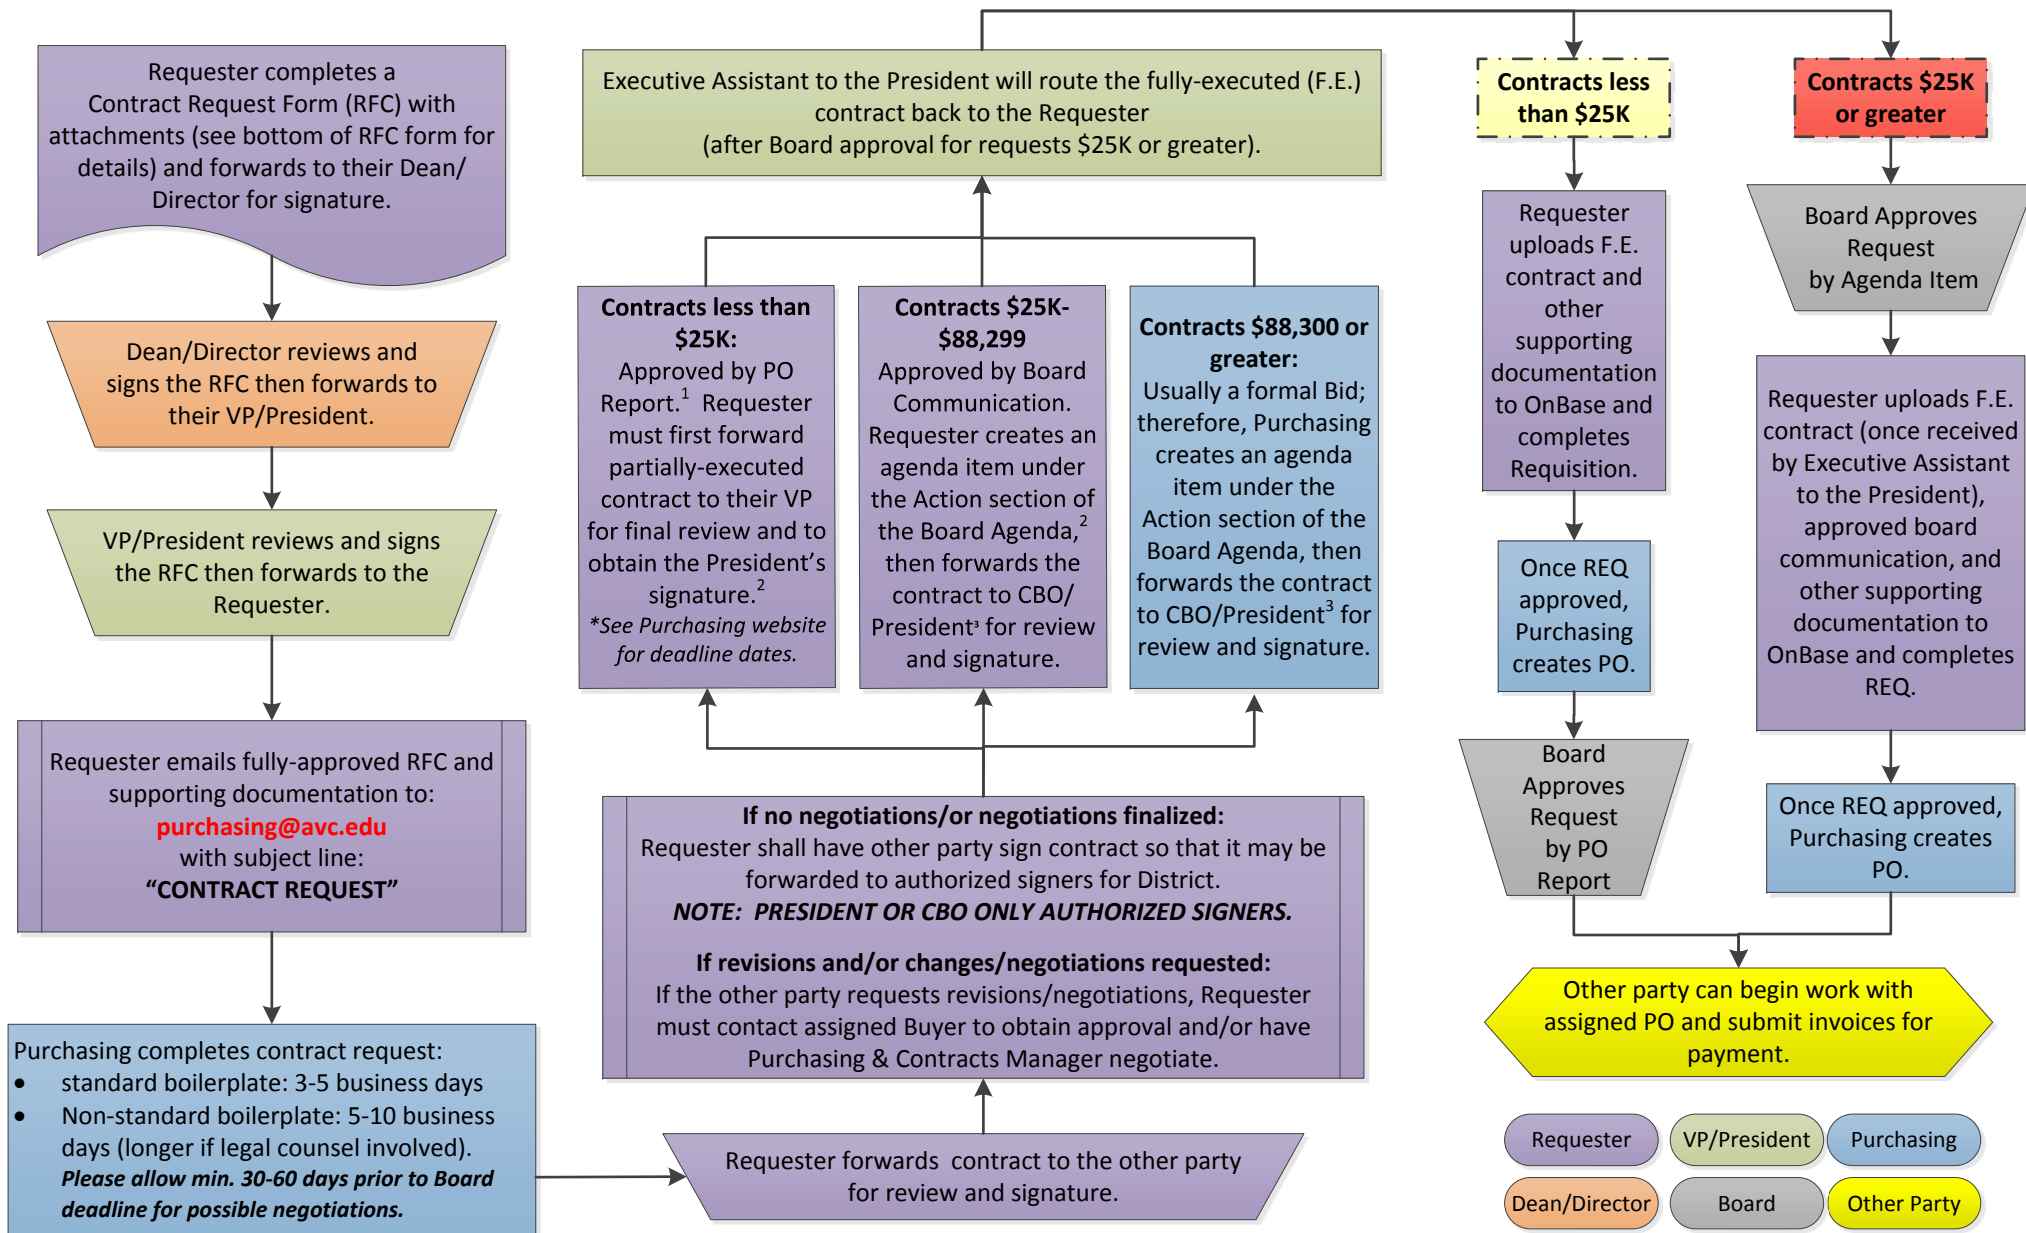 Requester completes a
Contract Request Form (RFC) with
attachments (see bottom of RFC form for
details) and forwards to their Dean/
Director for signature.
Dean/Director reviews and
signs the RFC then forwards to
their VP/President.
VP/President reviews and signs
the RFC then forwards to the
Requester.
Requester emails fully-approved RFC and
supporting documentation to:
purchasing@avc.edu
with subject line:
“CONTRACT REQUEST”
Purchasing completes contract request:
• standard boilerplate: 3-5 business days
• Non-standard boilerplate: 5-10 business
days (longer if legal counsel involved).
Please allow min. 30-60 days prior to Board
deadline for possible negotiations.
Requester forwards contract to the other party
for review and signature.
If no negotiations/or negotiations finalized:
Requester shall have other party sign contract so that it may be
forwarded to authorized signers for District.
NOTE: PRESIDENT OR CBO ONLY AUTHORIZED SIGNERS.
If revisions and/or changes/negotiations requested:
If the other party requests revisions/negotiations, Requester
must contact assigned Buyer to obtain approval and/or have
Purchasing & Contracts Manager negotiate.
Contracts less than
$25K:
Approved by PO
Report.¹ Requester
must first forward
partially-executed
contract to their VP
for final review and to
obtain the President’s
signature.²
*See Purchasing website
for deadline dates.
Contracts $25K-
$88,299
Approved by Board
Communication.
Requester creates an
agenda item under
the Action section of
the Board Agenda,²
then forwards the
contract to CBO/
President³ for review
and signature.
Contracts $88,300 or
greater:
Usually a formal Bid;
therefore, Purchasing
creates an agenda
item under the
Action section of the
Board Agenda, then
forwards the contract
to CBO/President³ for
review and signature.
Executive Assistant to the President will route the fully-executed (F.E.)
contract back to the Requester
(after Board approval for requests $25K or greater).
Contracts less
than $25K
Requester
uploads F.E.
contract and
other
supporting
documentation
to OnBase and
completes
Requisition.
Once REQ
approved,
Purchasing
creates PO.
Board
Approves
Request
by PO
Report
Contracts $25K
or greater
Board Approves
Request
by Agenda Item
Requester uploads F.E.
contract (once received
by Executive Assistant
to the President),
approved board
communication, and
other supporting
documentation to
OnBase and completes
REQ.
Once REQ approved,
Purchasing creates
PO.
Other party can begin work with
assigned PO and submit invoices for
payment.
Requester
VP/President
Purchasing
Dean/Director
Board
Other Party